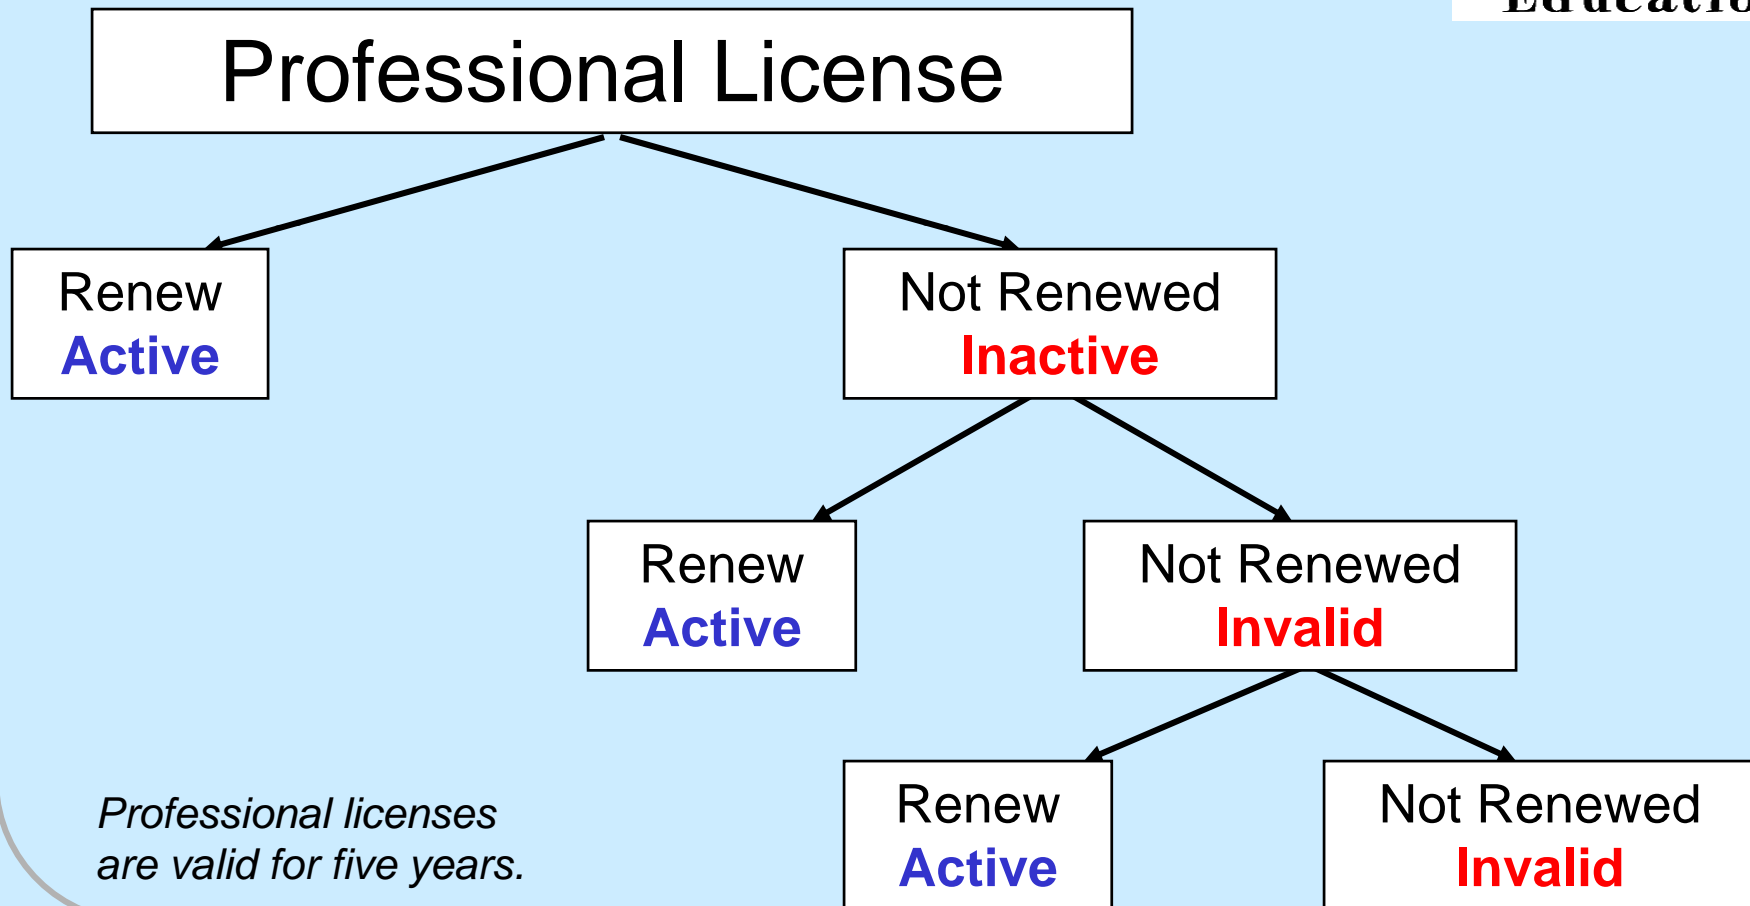 Professional License
Renew
Active
Not Renewed
Inactive
Renew
Active
Not Renewed
Invalid
Renew
Active
Not Renewed
Invalid
Professional licenses
are valid for five years.